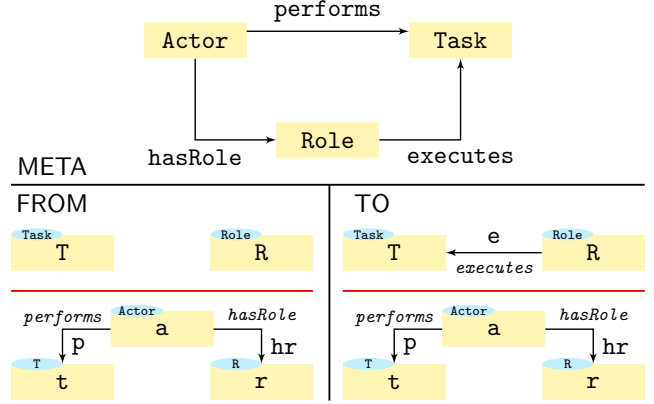 performs
Actor
Task
Role
hasRole
executes
META
FROM
TO
Task
T
Role
R
Task
T
e
executes
Role
R
performs
Actor
a
hasRole
p
hr
T
t
R
r
performs
Actor
a
hasRole
p
hr
T
t
R
r